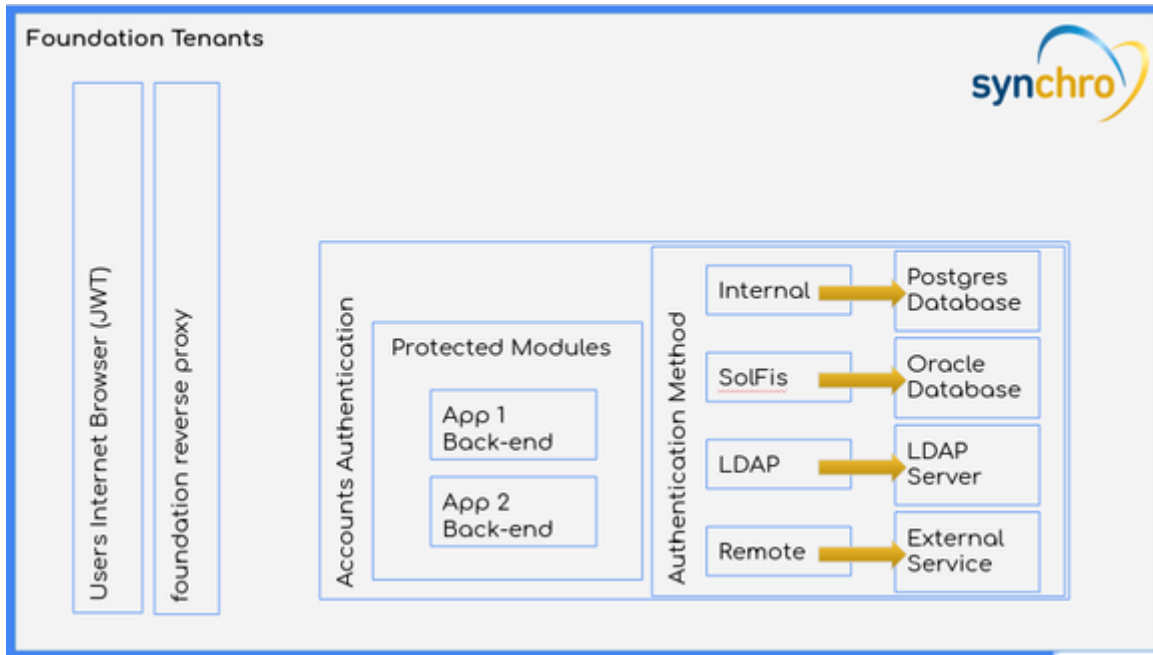 Foundation Tenants
synchro
Users Internet Browser (JWT)
foundation reverse proxy
Accounts Authentication
Protected Modules
App 1
Back-end
App 2
Back-end
Authentication Method
Internal
Postgres
Database
SolFis
Oracle
Database
LDAP
LDAP
Server
Remote
External
Service